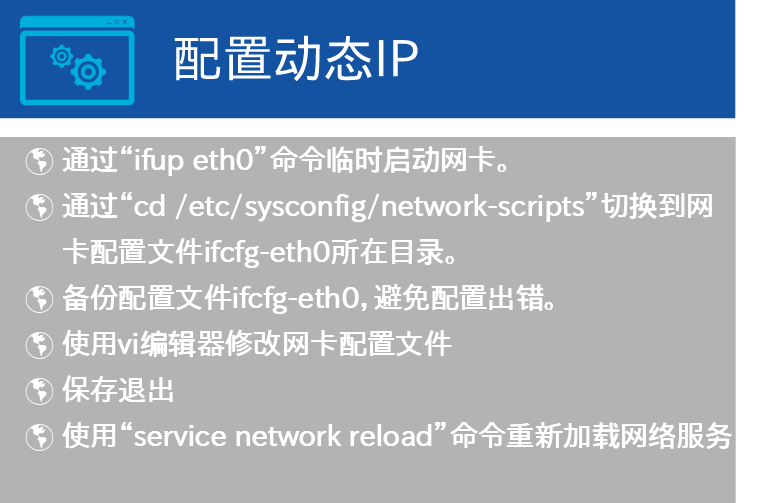 配置动态IP
通过“ifup eth0”命令临时启动网卡。
通过“cd /etc/sysconfig/network-scripts”切换到网
卡配置文件ifcfg-eth0所在目录。
备份配置文件ifcfg-eth0，避免配置出错。
使用vi编辑器修改网卡配置文件
保存退出
使用“service network reload”命令重新加载网络服务